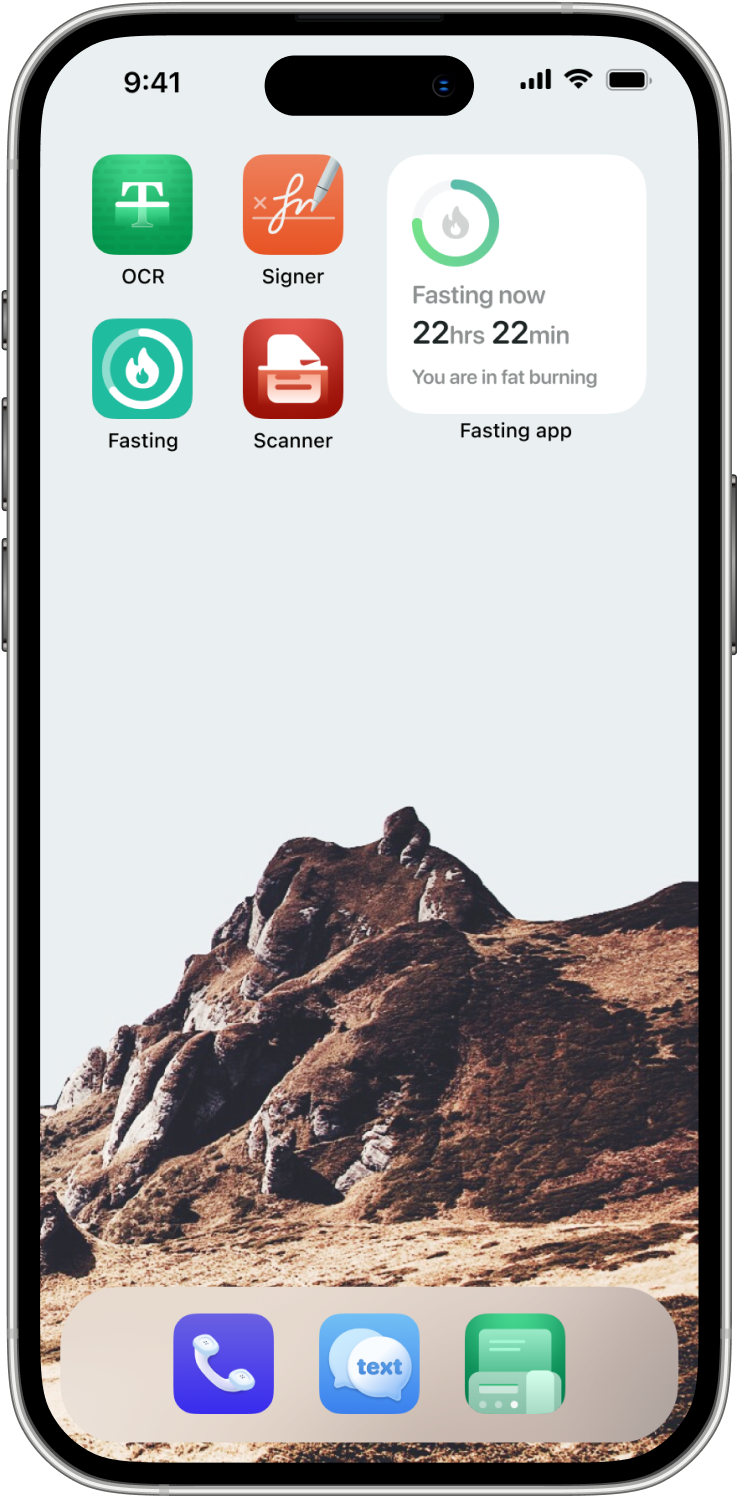 9:41
OCR
Signer
Fasting
Scanner
Fasting now
22hrs 22min
You are in fat burning
Fasting app
text